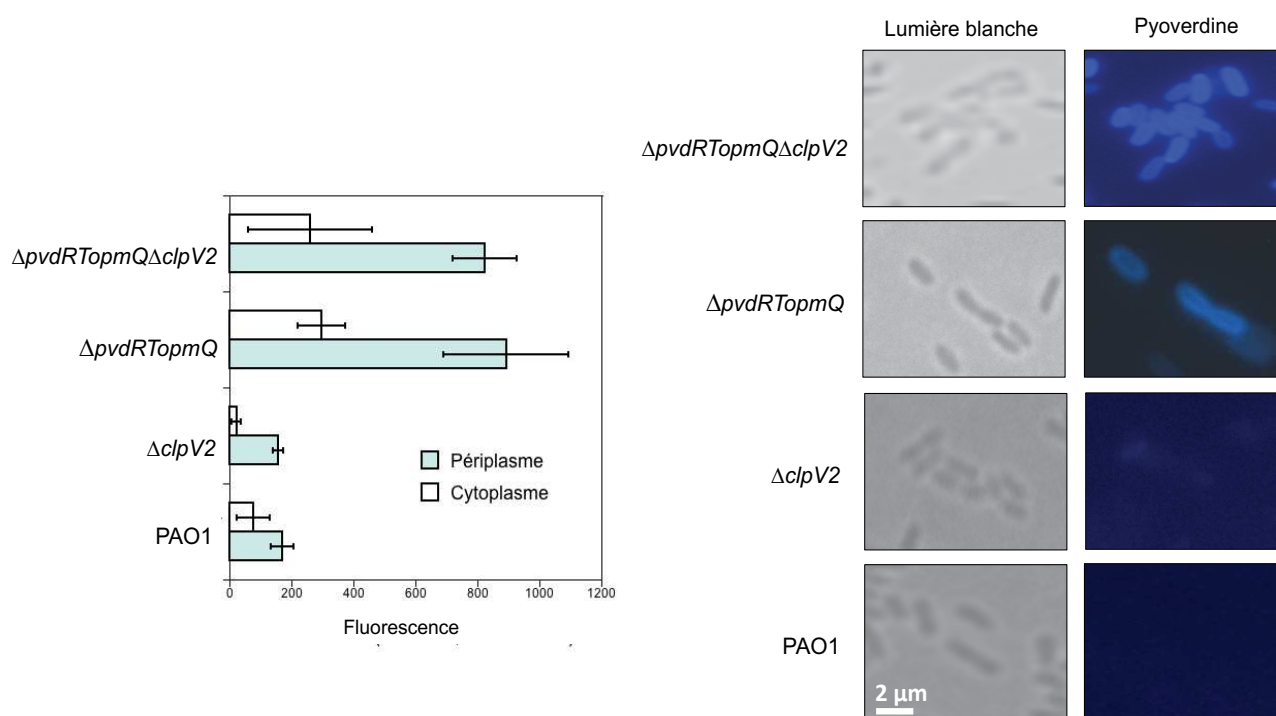 Lumière blanche
Pyoverdine
ΔpvdRTopmQΔclpV2
ΔpvdRTopmQ
ΔclpV2
PAO1
2 µm
ΔpvdRTopmQΔclpV2
ΔpvdRTopmQ
ΔclpV2
PAO1
Périplasme
Cytoplasme
0 200 400 600 800 1000 1200
Fluorescence